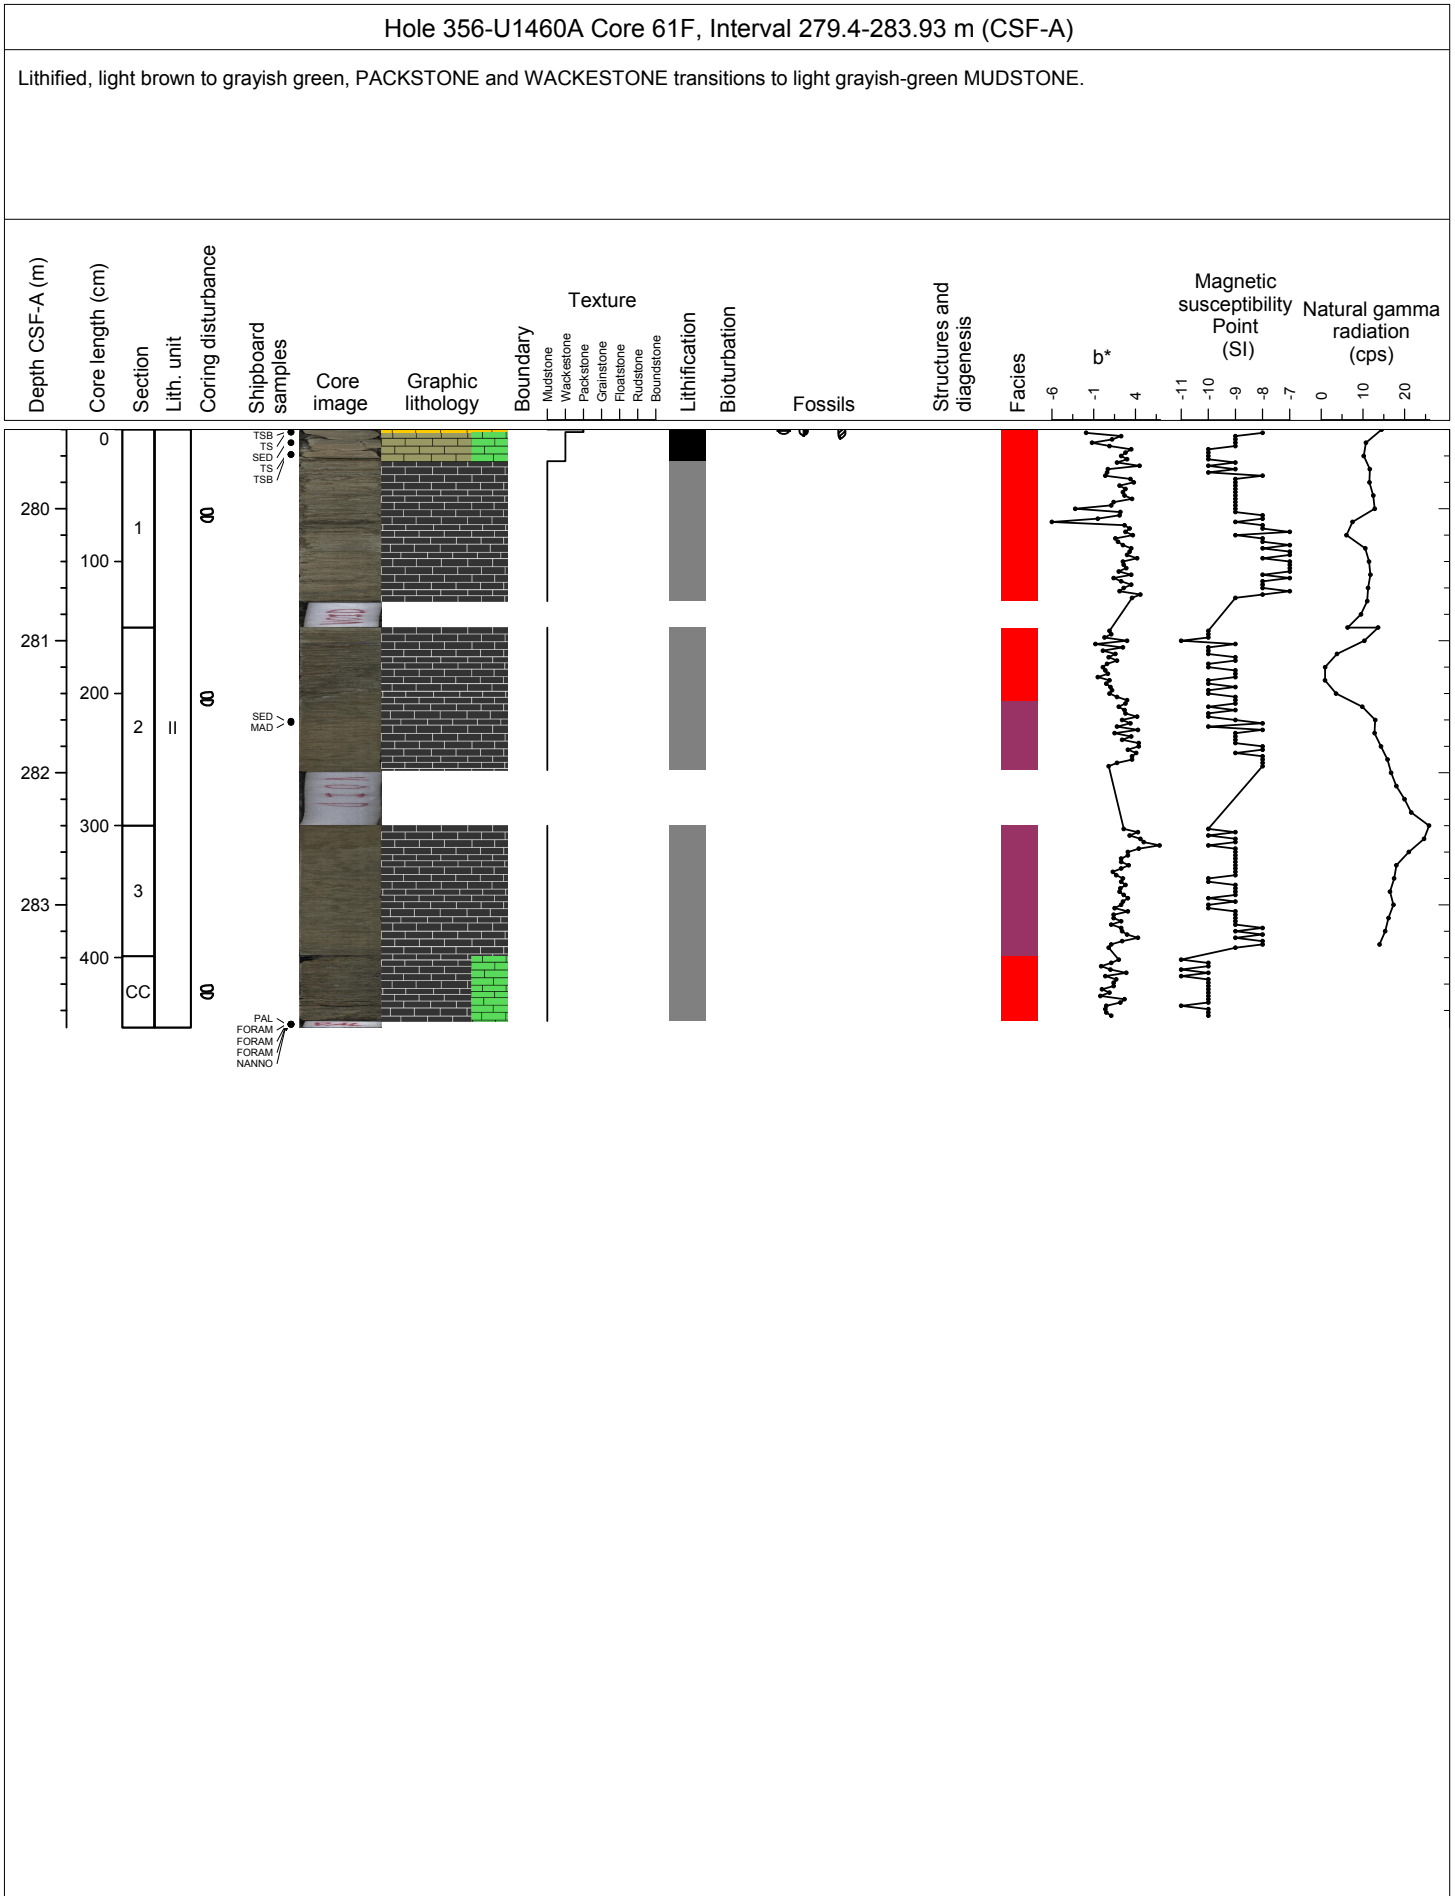 Hole 356-U1460A Core 61F, Interval 279.4-283.93 m (CSF-A)
Lithified, light brown to grayish green, PACKSTONE and WACKESTONE transitions to light grayish-green MUDSTONE.
Depth CSF-A (m)
Core length (cm)
Section
Lith. unit
Coring disturbance
Shipboard
samples
Core
image
Graphic
lithology
Boundary
Texture
Mudstone
Wackestone
Packstone
Grainstone
Floatstone
Rudstone
Boundstone
Lithification
Bioturbation
Fossils
Structures and
diagenesis
Facies
b*
-6 -1 4
Magnetic
susceptibility
Point
(SI)
-11 -10 -9 -8 -7
Natural gamma
radiation
(cps)
0 10 20
0
TSB
TS
SED
TS
TSB
280
1
100
281
200
SED
MAD
2
II
282
300
3
283
400
CC
PAL
FORAM
FORAM
FORAM
NANNO